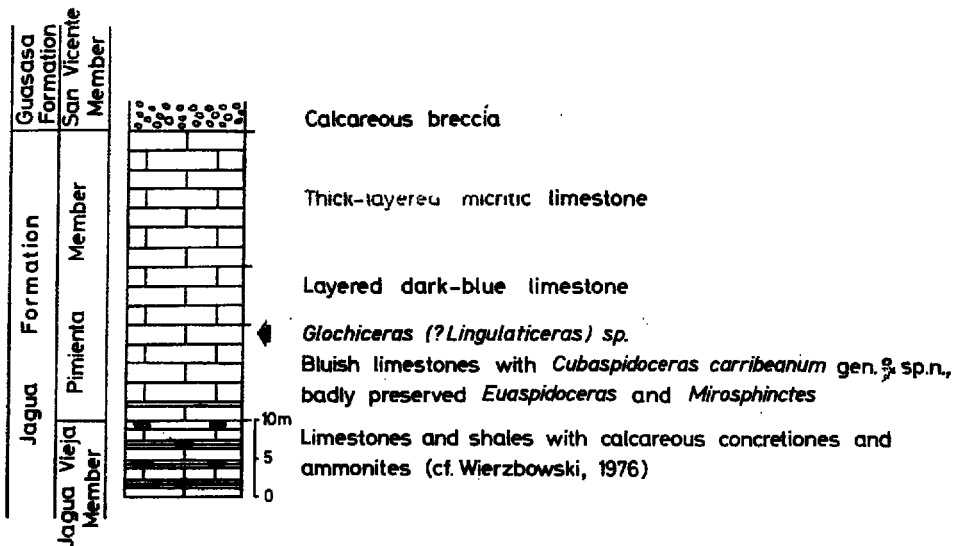 Guasasa
Formation
San Vicente
Member
Jagua Formation
Pimienta Member
Jagua Vieja
Member
Calcareous breccia
Thick-layered micritic limestone
Layered dark-blue limestone
Glochiceras (?Lingulaticeras) sp.
Bluish limestones with Cubaspidoceras carribeanum gen. & sp.n.,
badly preserved Euaspidoceras and Mirosphinctes
10m
5
0
Limestones and shales with calcareous concretiones and
ammonites (cf. Wierzbowski, 1976)